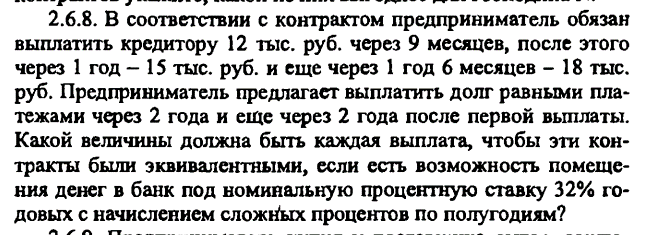 2.6.8. В соответствии с контрактом предприниматель обязан
выплатить кредитору 12 тыс. руб. через 9 месяцев, после этого
через 1 год – 15 тыс. руб. и еще через 1 год 6 месяцев – 18 тыс.
руб. Предприниматель предлагает выплатить долг равными пла-
тежами через 2 года и еще через 2 года после первой выплаты.
Какой величины должна быть каждая выплата, чтобы эти кон-
тракты были эквивалентными, если есть возможность помеще-
ния денег в банк под номинальную процентную ставку 32% го-
довых с начислением сложных процентов по полугодиям?